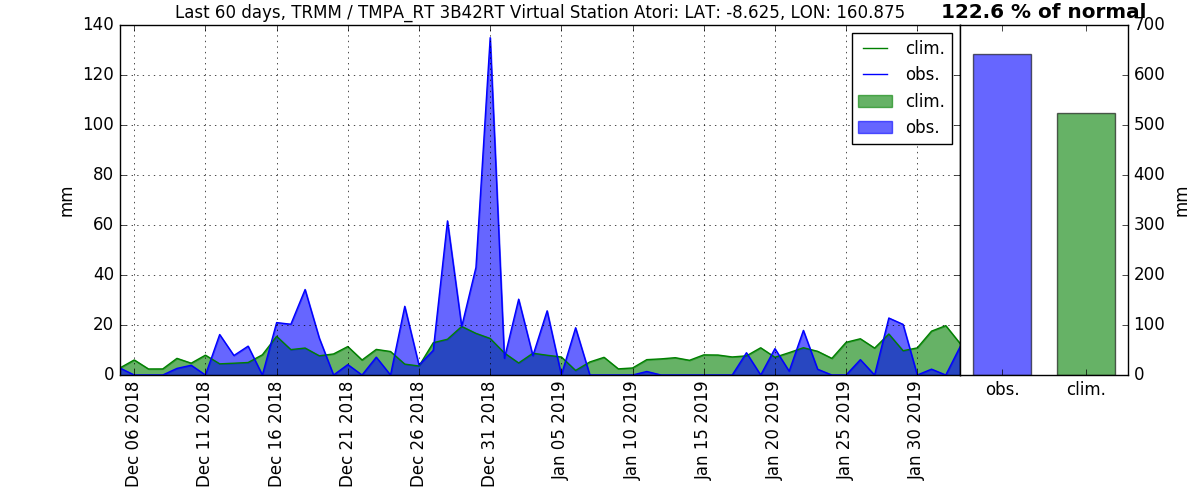 Last 60 days, TRMM / TMPA_RT 3B42RT Virtual Station Atori: LAT: -8.625, LON: 160.875
122.6 % of normal
140
120
100
80
60
40
20
0
mm
clim.
obs.
clim.
obs.
Dec 06 2018
Dec 11 2018
Dec 16 2018
Dec 21 2018
Dec 26 2018
Dec 31 2018
Jan 05 2019
Jan 10 2019
Jan 15 2019
Jan 20 2019
Jan 25 2019
Jan 30 2019
700
600
500
400
300
200
100
0
mm
obs.
clim.